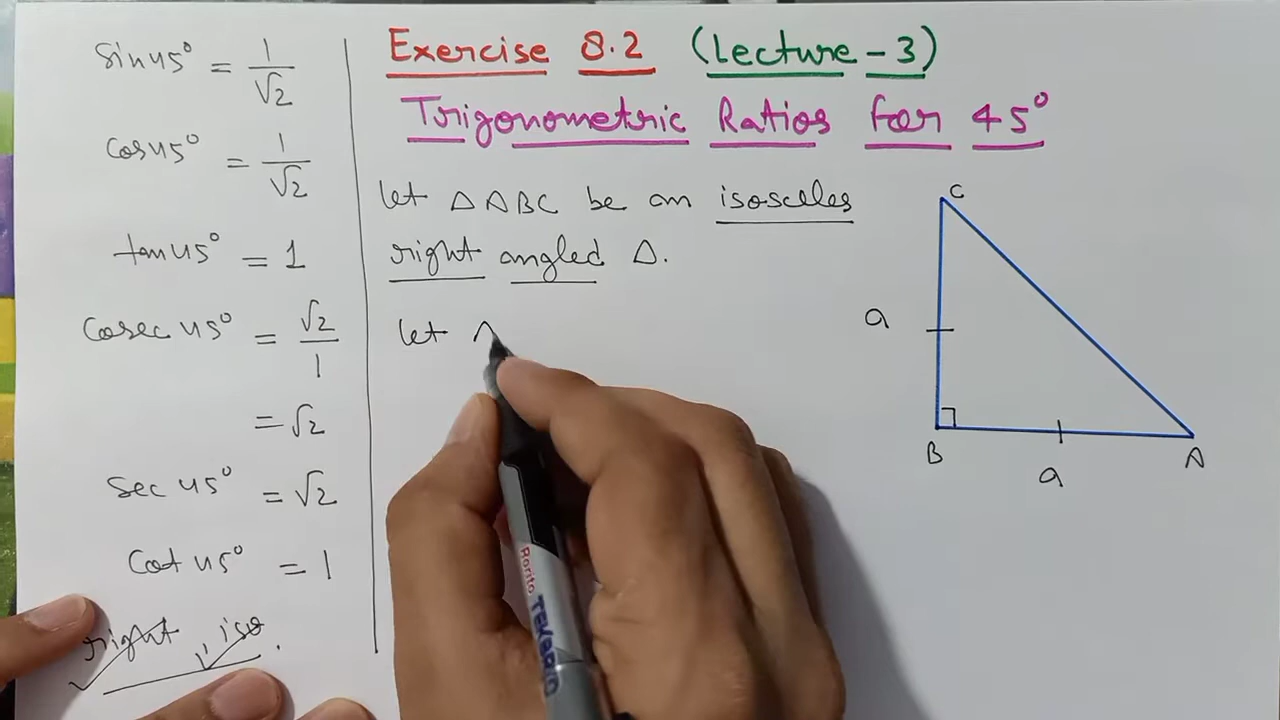 Exercise 8.2 (Lecture-3)
Trigonometric Ratios for 45°
sin45° = 1/√2
cos45° = 1/√2
tan45° = 1
Cosec 45° = √2/1
= √2
Sec 45° = √2
Cot 45° = 1
right, iso.
let △ABC be an isosceles
right angled △.
let A
C
a
B
a
A
Rorito TEKBRID